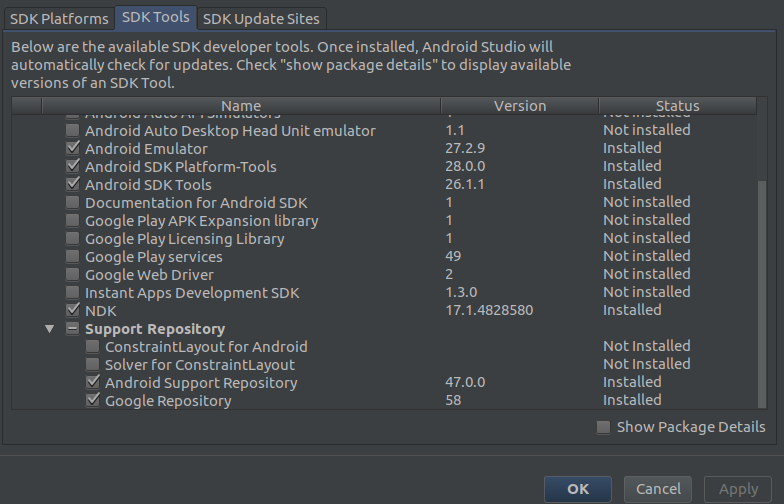 SDK Platforms SDK Tools SDK Update Sites
Below are the available SDK developer tools. Once installed, Android Studio will
automatically check for updates. Check "show package details" to display available
versions of an SDK Tool.
Name Version Status
Android Auto API Simulators 1 Not installed
Android Auto Desktop Head Unit emulator 1.1 Not installed
Android Emulator 27.2.9 Installed
Android SDK Platform-Tools 28.0.0 Installed
Android SDK Tools 26.1.1 Installed
Documentation for Android SDK 1 Not installed
Google Play APK Expansion library 1 Not installed
Google Play Licensing Library 1 Not installed
Google Play services 49 Not installed
Google Web Driver 2 Not installed
Instant Apps Development SDK 1.3.0 Not installed
NDK 17.1.4828580 Installed
Support Repository
ConstraintLayout for Android Not Installed
Solver for ConstraintLayout Not Installed
Android Support Repository 47.0.0 Installed
Google Repository 58 Installed
Show Package Details
OK Cancel Apply